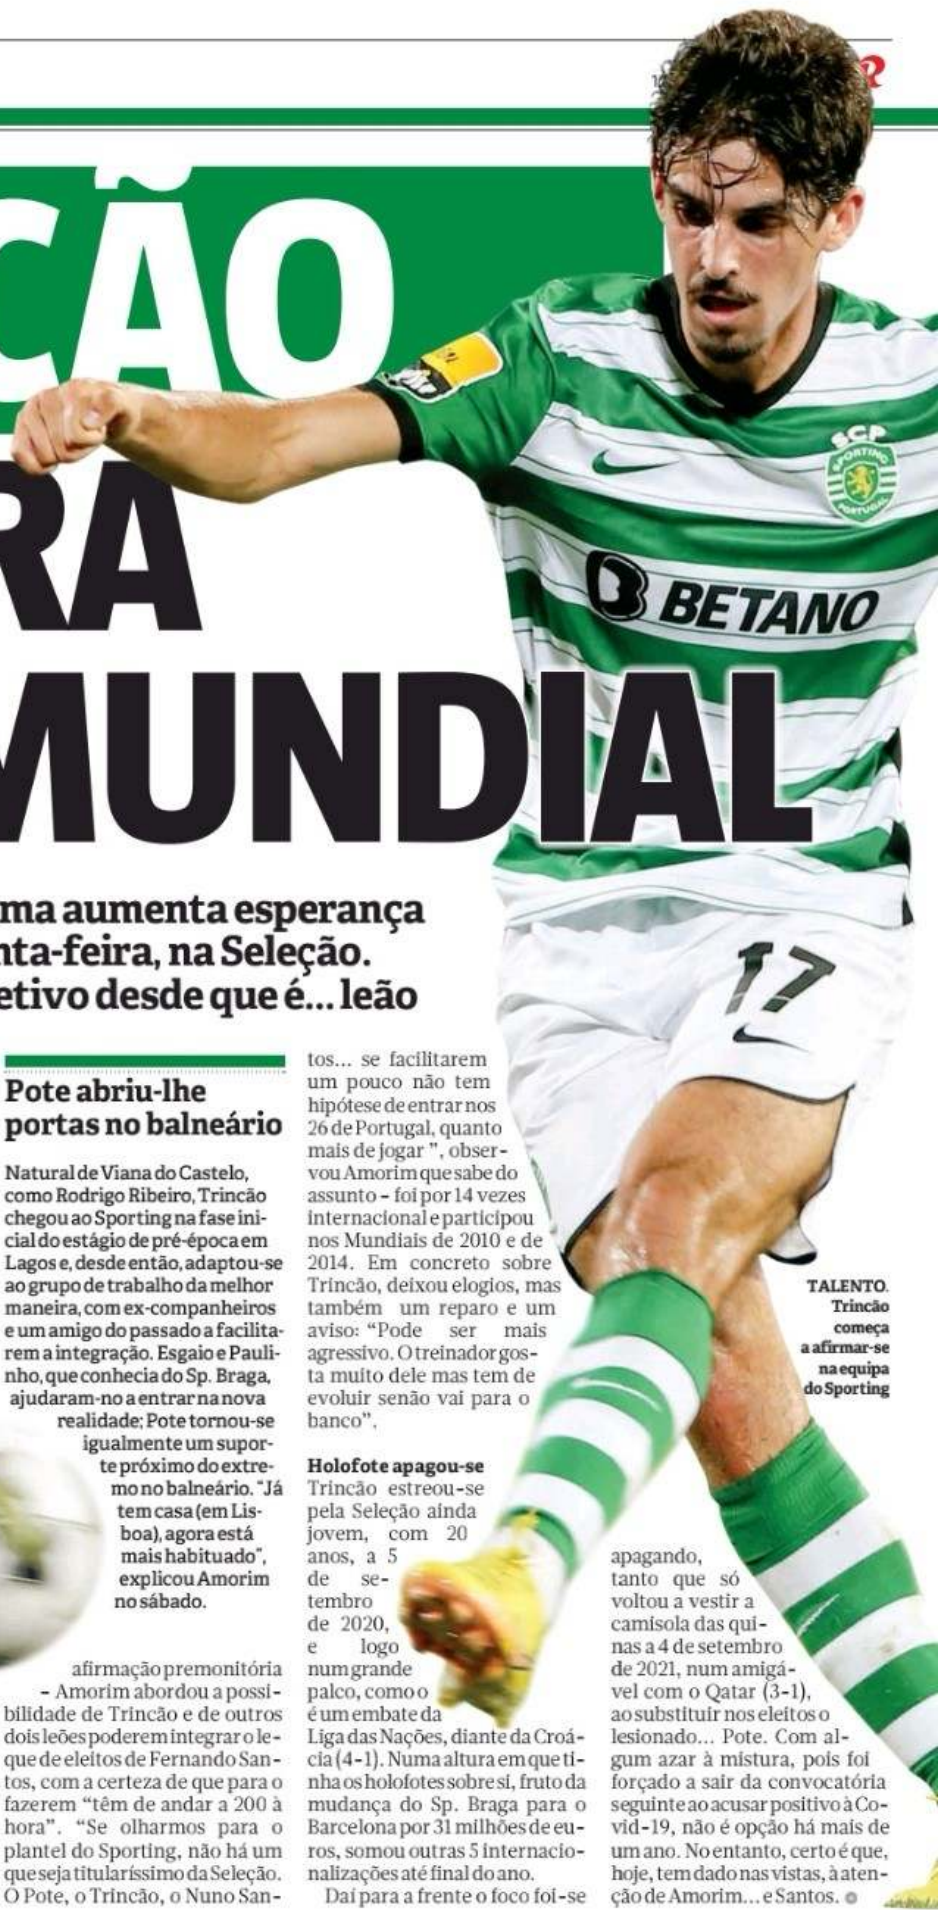 R
ÇÃO
RA
MUNDIAL
ma aumenta esperança
nta-feira, na Seleção.
etivo desde que é... leão
SCP
SPORTING
PORTUGAL
BETANO
17
Pote abriu-lhe
portas no balneário
Natural de Viana do Castelo,
como Rodrigo Ribeiro, Trincão
chegou ao Sporting na fase ini-
cial do estágio de pré-época em
Lagos e, desde então, adaptou-se
ao grupo de trabalho da melhor
maneira, com ex-companheiros
e um amigo do passado a facilita-
rem a integração. Esgaio e Pauli-
nho, que conhecia do Sp. Braga,
ajudaram-no a entrar na nova
realidade; Pote tornou-se
igualmente um supor-
te próximo do extre-
mo no balneário. "Já
tem casa (em Lis-
boa), agora está
mais habituado",
explicou Amorim
no sábado.
afirmação premonitória
– Amorim abordou a possi-
bilidade de Trincão e de outros
dois leões poderem integrar o le-
que de eleitos de Fernando San-
tos, com a certeza de que para o
fazerem “têm de andar a 200 à
hora”. “Se olharmos para o
plantel do Sporting, não há um
que seja titularíssimo da Seleção.
O Pote, o Trincão, o Nuno San-
tos... se facilitarem
um pouco não tem
hipótese de entrar nos
26 de Portugal, quanto
mais de jogar ”, obser-
vou Amorim que sabe do
assunto – foi por 14 vezes
internacional e participou
nos Mundiais de 2010 e de
2014. Em concreto sobre
Trincão, deixou elogios, mas
também um reparo e um
aviso: “Pode ser mais
agressivo. O treinador gos-
ta muito dele mas tem de
evoluir senão vai para o
banco”.
Holofote apagou-se
Trincão estreou-se
pela Seleção ainda
jovem, com 20
anos, a 5
de se-
tembro
de 2020,
e logo
num grande
palco, como o
é um embate da
Liga das Nações, diante da Croá-
cia (4-1). Numa altura em que ti-
nha os holofotes sobre si, fruto da
mudança do Sp. Braga para o
Barcelona por 31 milhões de eu-
ros, somou outras 5 internacio-
nalizações até final do ano.
Daí para a frente o foco foi-se
apagando,
tanto que só
voltou a vestir a
camisola das qui-
nas a 4 de setembro
de 2021, num amigá-
vel com o Qatar (3-1),
ao substituir nos eleitos o
lesionado... Pote. Com al-
gum azar à mistura, pois foi
forçado a sair da convocatória
seguinte ao acusar positivo à Co-
vid-19, não é opção há mais de
um ano. No entanto, certo é que,
hoje, tem dado nas vistas, à aten-
ção de Amorim... e Santos.
TALENTO.
Trincão
começa
a afirmar-se
na equipa
do Sporting